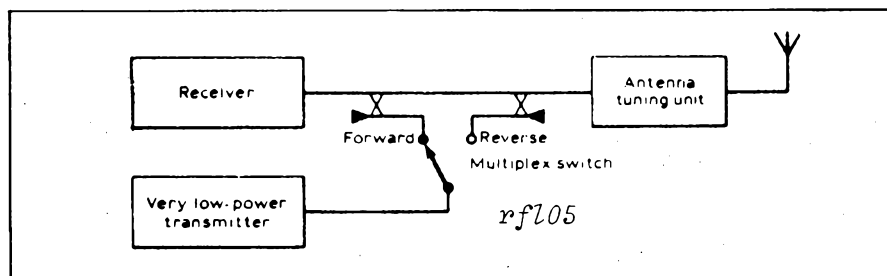 Receiver
Antenna
tuning unit
Forward
Reverse
Multiplex switch
Very low-power
transmitter
rfl05